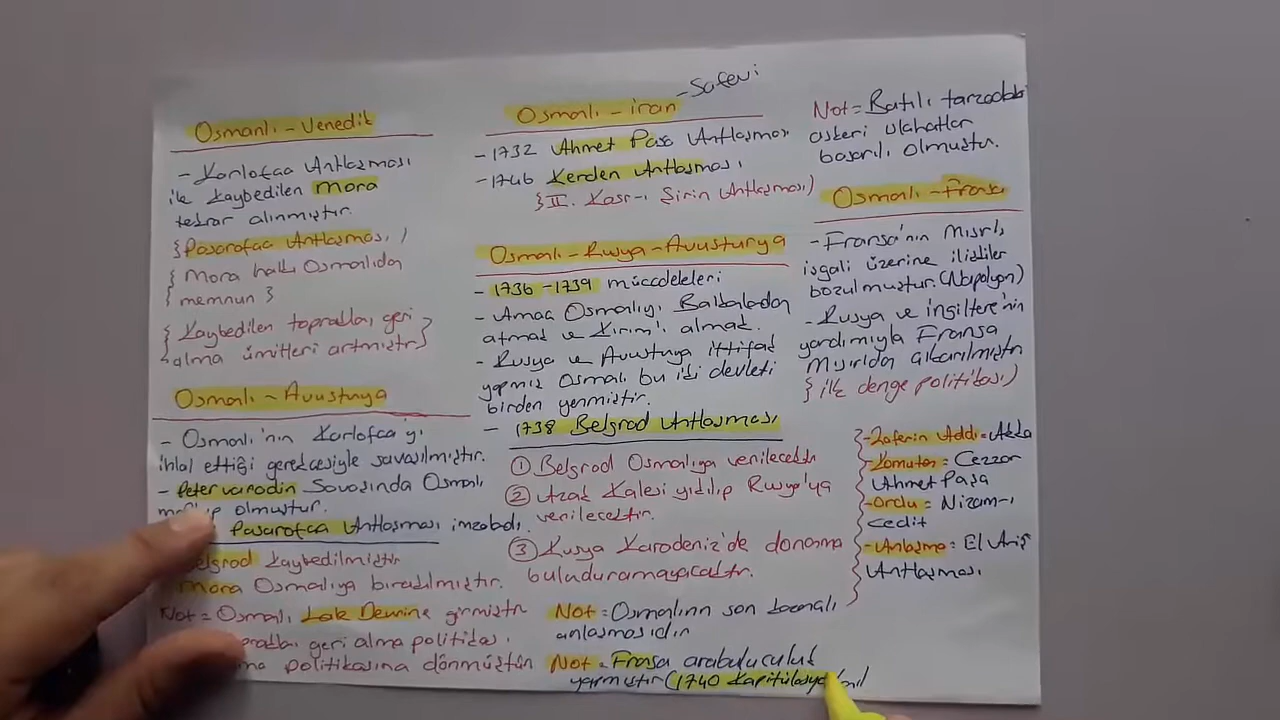 Osmanlı - Venedik
- Karlofça Antlaşması
ile kaybedilen Mora
tekrar alınmıştır.
{Pasarofça Antlaşması}
{ Mora halkı Osmanlıdan
{ memnun }
{ Kaybedilen toprakları geri
alma ümitleri artmıştır}
Osmanlı - Avusturya
- Osmanlı'nın Karlofça'yı
ihlal ettiği gerekçesiyle savaşılmıştır.
- Petervaradin Savaşında Osmanlı
olmuştur.
Pasarofça Antlaşması imzaladı.
Belgrad kaybedilmiştir
Mora Osmanlıya bırakılmıştır.
Not = Osmanlı Lale Devrine girmiştir
geri alma politikası
politikasına dönmüştür
Osmanlı - İran - Safevi
- 1732 Ahmet Paşa Antlaşması
- 1746 Kerden Antlaşması
{II. Kasr-ı Şirin Antlaşması)
Osmanlı - Rusya - Avusturya
- 1736 - 1739 mücadeleleri
- Amaç Osmanlıyı Balkanlardan
atmak ve Kırım'ı almak.
- Rusya ve Avusturya ittifak
yapmış Osmanlı bu iki devleti
birden yenmiştir.
- 1738 Belgrad Antlaşması
① Belgrad Osmanlıya verilecektir
② Azak Kalesi yıkılıp Rusya'ya
verilecektir.
③ Rusya Karadeniz'de donanma
bulunduramayacaktır.
Not = Osmalının son kazançlı
anlaşmasıdır
Not = Fransa arabuluculuk
yapmıştır (1740 Kapitülasyo
Not = Batılı tarzdaki
askeri ıslahatlar
başarılı olmuştur.
Osmanlı - Fransa
- Fransa'nın Mısır'ı
işgali üzerine ilişkiler
bozulmuştur. (Napolyon)
- Rusya ve İngiltere'nin
yardımıyla Fransa
Mısırdan çıkarılmıştır
{ ilk denge politikası)
- Zaferin Adı = Akka
- Komutan = Cezzar
Ahmet Paşa
- Ordu = Nizam-ı
Cedit
- Anlaşma = El Ariş
Antlaşması